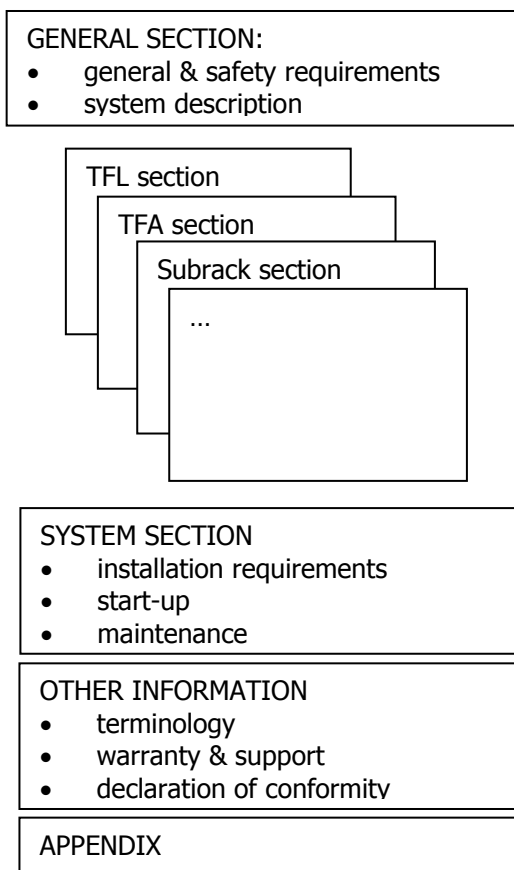 GENERAL SECTION:
• general & safety requirements
• system description
TFL section
TFA section
Subrack section
...
SYSTEM SECTION
• installation requirements
• start-up
• maintenance
OTHER INFORMATION
• terminology
• warranty & support
• declaration of conformity
APPENDIX